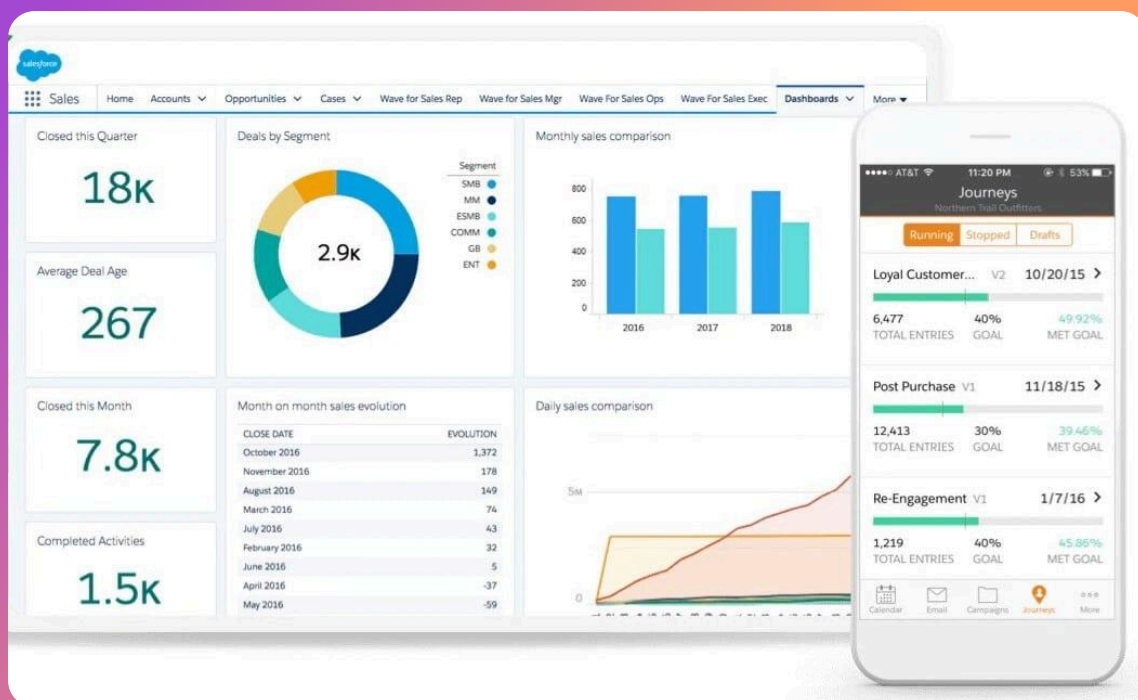 salesforce
Sales Home Accounts Opportunities Cases Wave for Sales Rep Wave for Sales Mgr Wave For Sales Ops Wave For Sales Exec Dashboards More
Closed this Quarter
18K
Average Deal Age
267
Closed this Month
7.8K
Completed Activities
1.5K
Deals by Segment
2.9K
Segment
SMB
MM
ESMB
COMM
GB
ENT
Monthly sales comparison
800
600
400
200
0
2016 2017 2018
Month on month sales evolution
CLOSE DATE EVOLUTION
October 2016 1,372
November 2016 178
August 2016 149
March 2016 74
July 2016 43
February 2016 32
June 2016 5
April 2016 -37
May 2016 -59
Daily sales comparison
5M
0
AT&T 11:20 PM 53%
Journeys
Northern Trail Outfitters
Running Stopped Drafts
Loyal Customer... V2 10/20/15
6,477 40% 49.92%
TOTAL ENTRIES GOAL MET GOAL
Post Purchase V1 11/18/15
12,413 30% 39.46%
TOTAL ENTRIES GOAL MET GOAL
Re-Engagement V1 1/7/16
1,219 40% 45.86%
TOTAL ENTRIES GOAL MET GOAL
Calendar Email Campaigns Journeys More